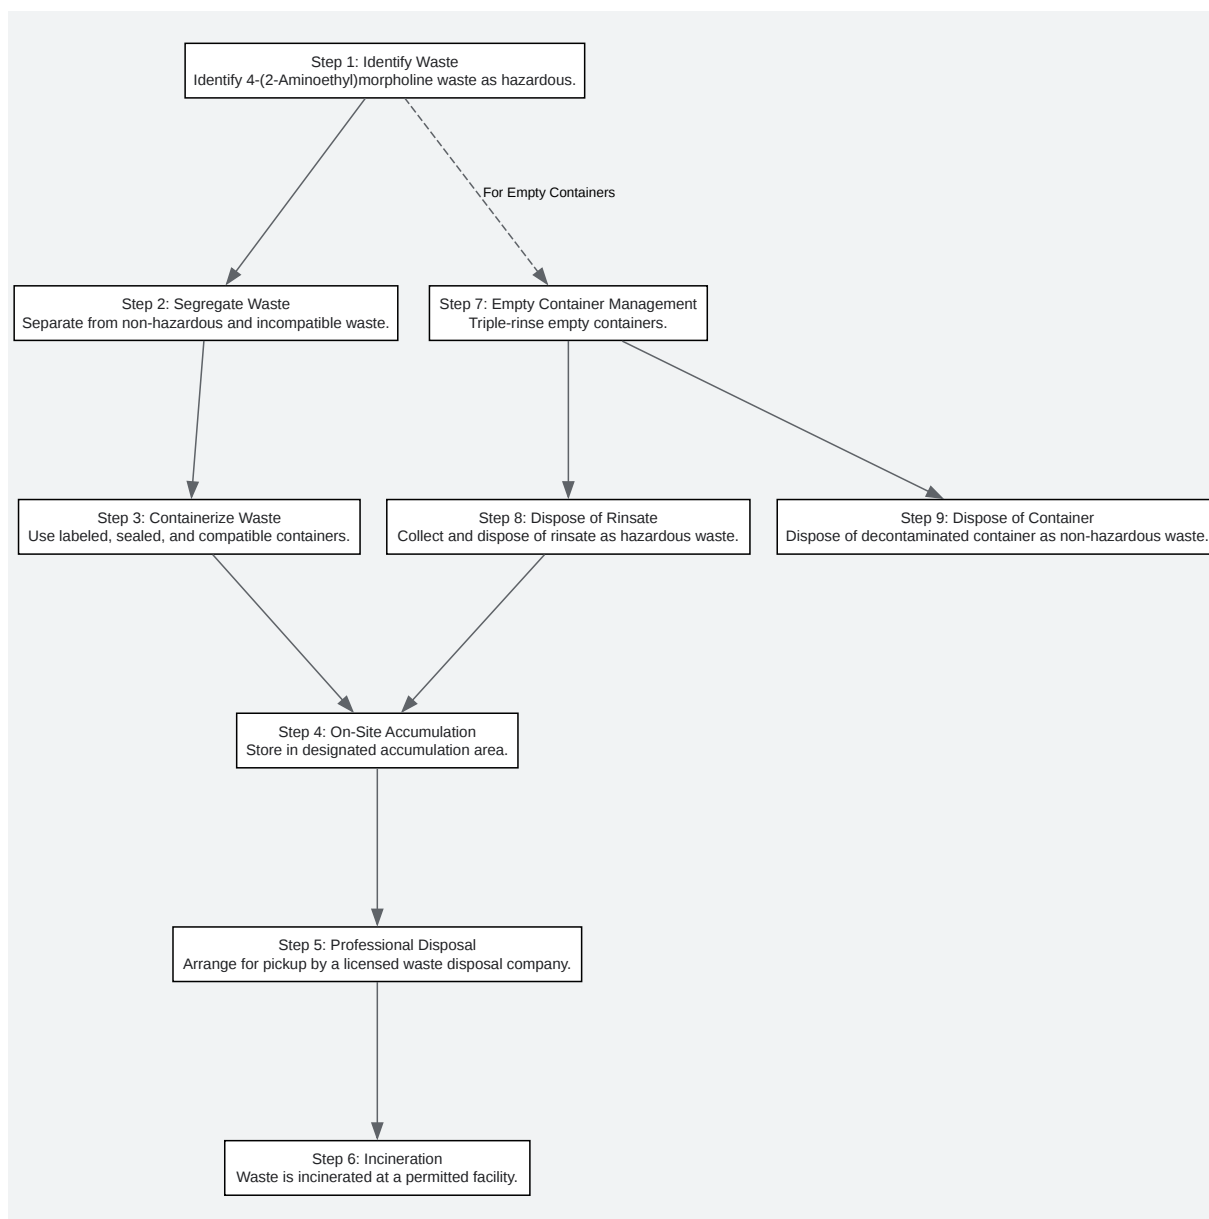 Step 1: Identify Waste
Identify 4-(2-Aminoethyl)morpholine waste as hazardous.
For Empty Containers
Step 2: Segregate Waste
Separate from non-hazardous and incompatible waste.
Step 7: Empty Container Management
Triple-rinse empty containers.
Step 3: Containerize Waste
Use labeled, sealed, and compatible containers.
Step 8: Dispose of Rinsate
Collect and dispose of rinsate as hazardous waste.
Step 9: Dispose of Container
Dispose of decontaminated container as non-hazardous waste.
Step 4: On-Site Accumulation
Store in designated accumulation area.
Step 5: Professional Disposal
Arrange for pickup by a licensed waste disposal company.
Step 6: Incineration
Waste is incinerated at a permitted facility.